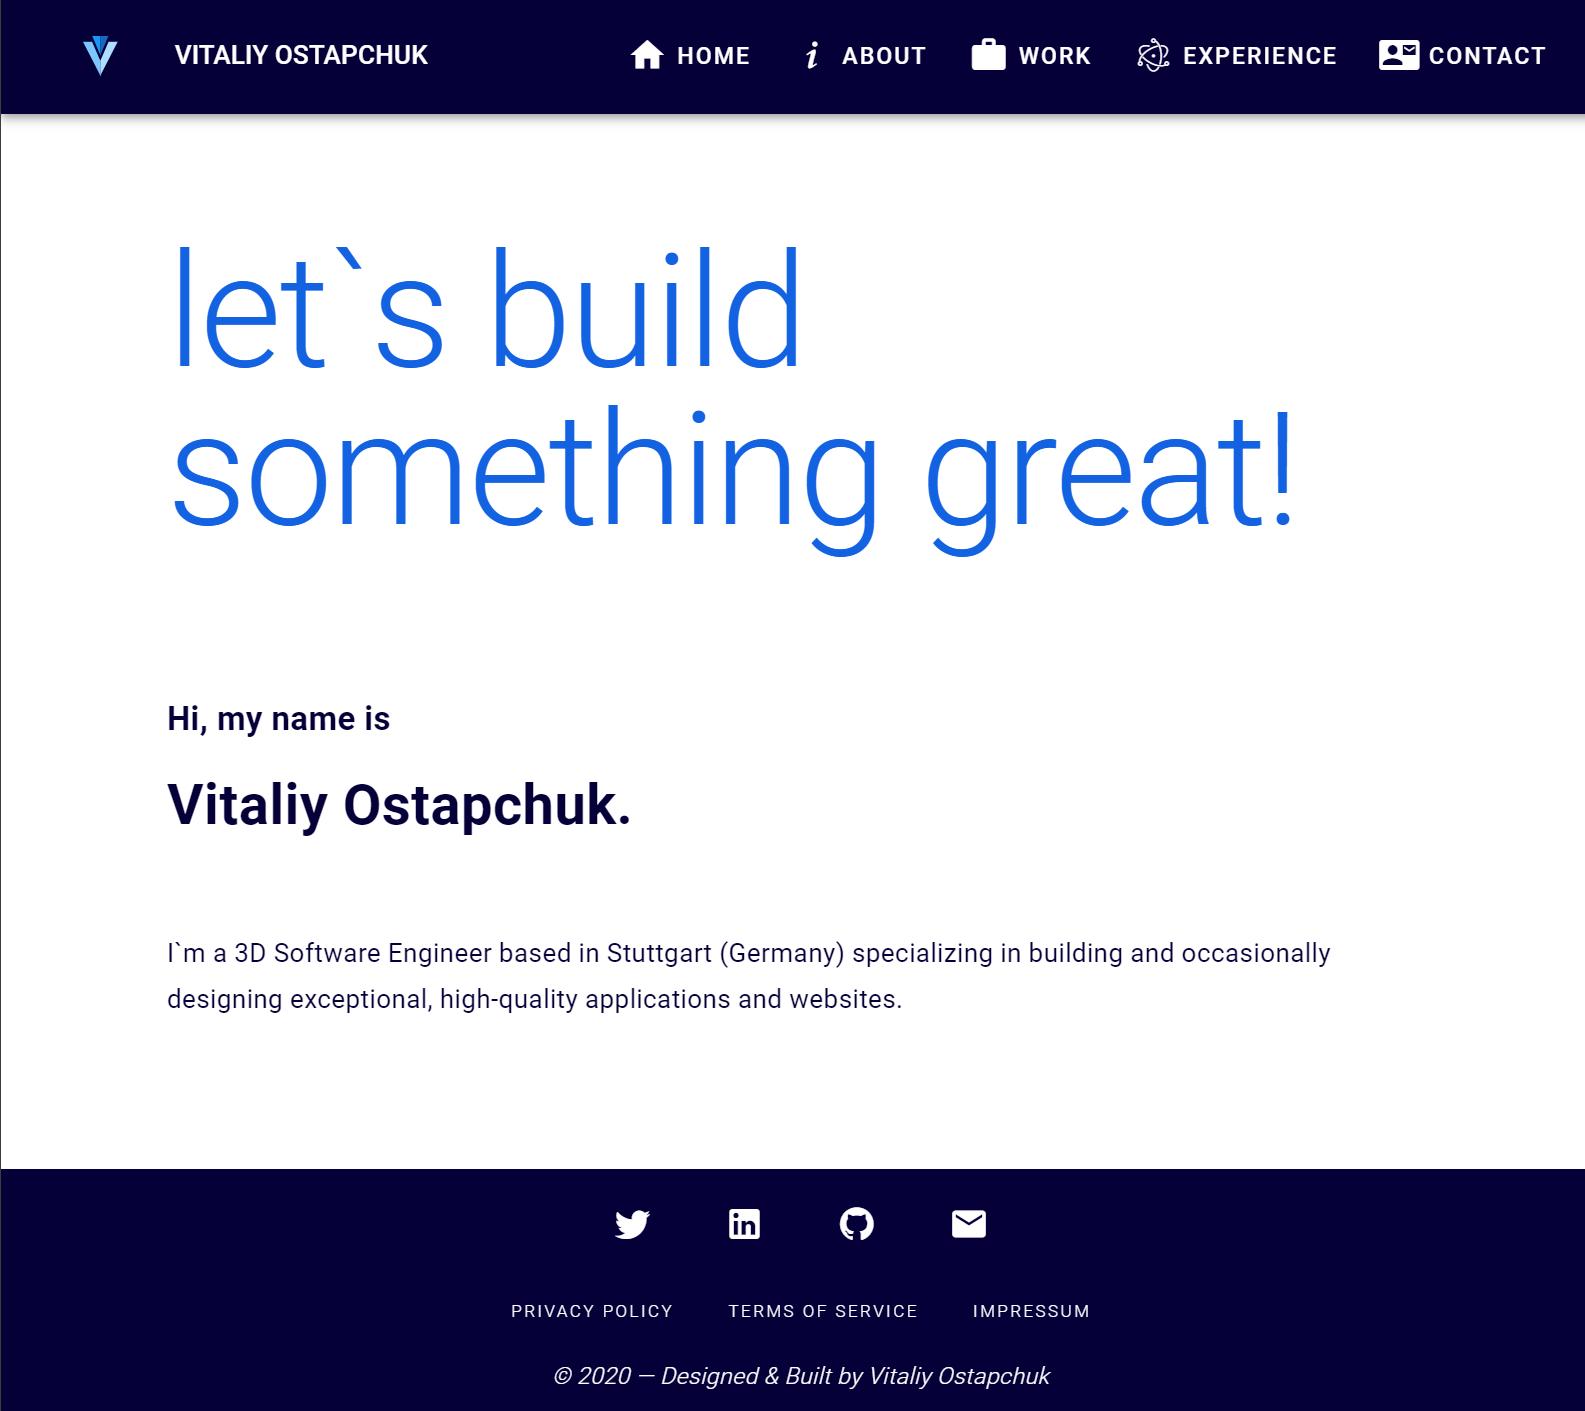 VITALIY OSTAPCHUK HOME ABOUT WORK EXPERIENCE CONTACT
let`s build
something great!
Hi, my name is
Vitaliy Ostapchuk.
I`m a 3D Software Engineer based in Stuttgart (Germany) specializing in building and occasionally
designing exceptional, high-quality applications and websites.
PRIVACY POLICY TERMS OF SERVICE IMPRESSUM
© 2020 — Designed & Built by Vitaliy Ostapchuk